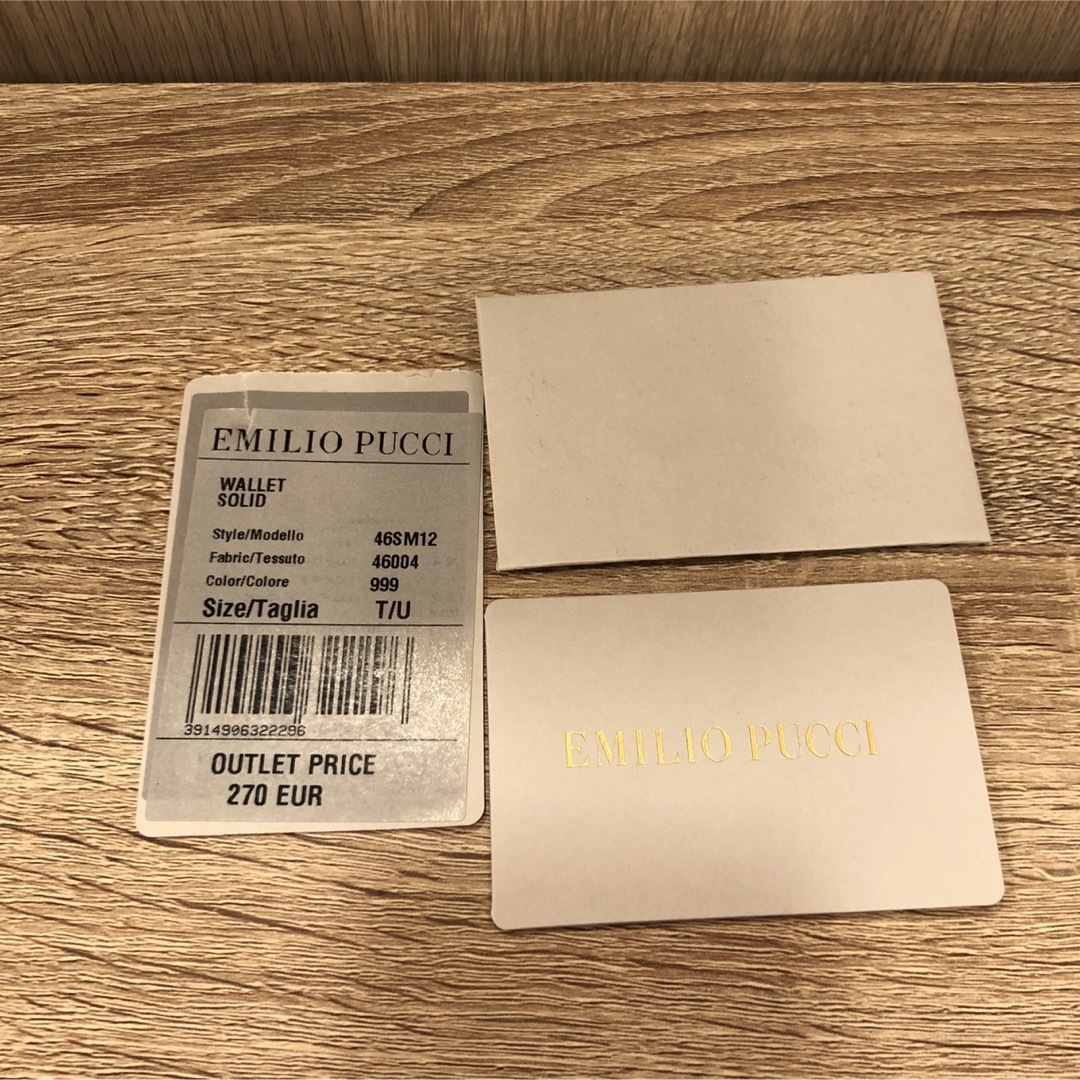 EMILIO PUCCI
WALLET
SOLID
Style/Modello 46SM12
Fabric/Tessuto 46004
Color/Colore 999
Size/Taglia T/U
3914906322296
OUTLET PRICE
270 EUR
EMILIO PUCCI